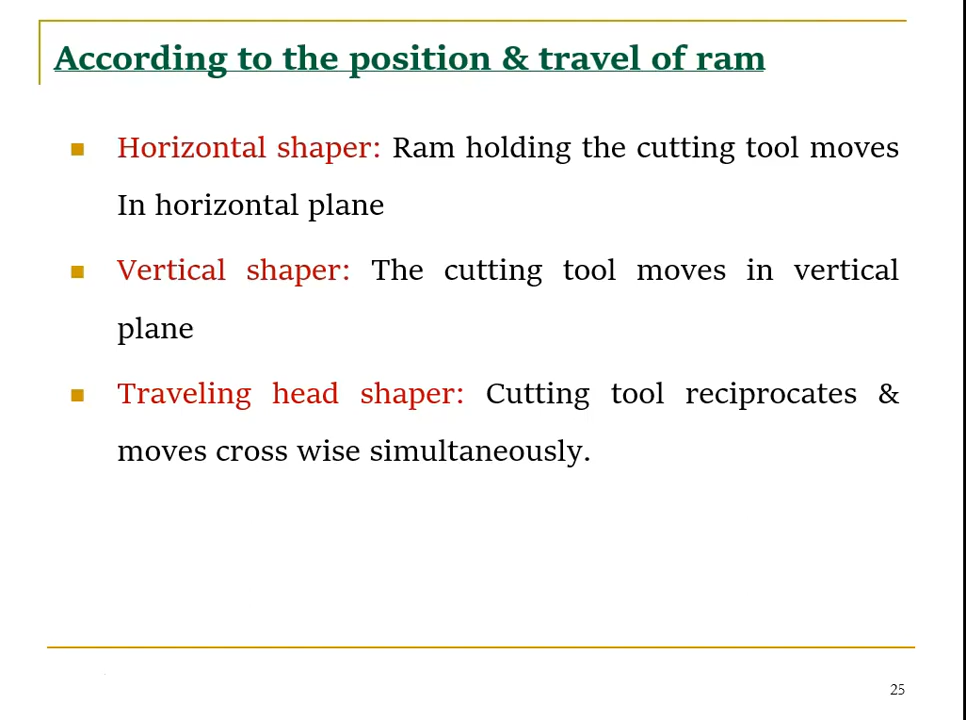 According to the position & travel of ram
Horizontal shaper: Ram holding the cutting tool moves
In horizontal plane
Vertical shaper: The cutting tool moves in vertical
plane
Traveling head shaper: Cutting tool reciprocates &
moves cross wise simultaneously.
25